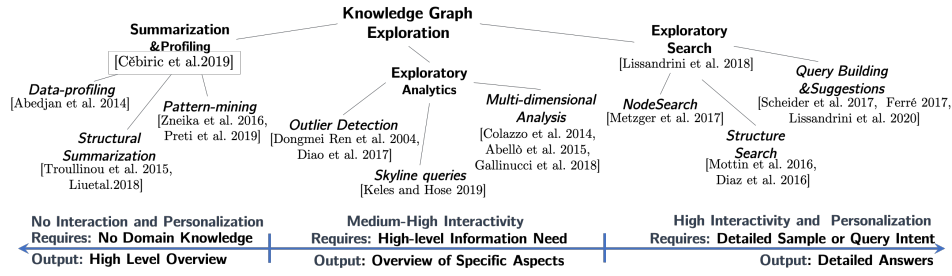 Knowledge Graph
Exploration
Summarization
&Profiling
[Cĕbiric et al.2019]
Data-profiling
[Abedjan et al. 2014]
Pattern-mining
[Zneika et al. 2016,
Preti et al. 2019]
Structural
Summarization
[Troullinou et al. 2015,
Liuetal.2018]
Exploratory
Analytics
Outlier Detection
[Dongmei Ren et al. 2004,
Diao et al. 2017]
Skyline queries
[Keles and Hose 2019]
Multi-dimensional
Analysis
[Colazzo et al. 2014,
Abellò et al. 2015,
Gallinucci et al. 2018]
Exploratory
Search
[Lissandrini et al. 2018]
NodeSearch
[Metzger et al. 2017]
Structure
Search
[Mottin et al. 2016,
Diaz et al. 2016]
Query Building
&Suggestions
[Scheider et al. 2017, Ferré 2017,
Lissandrini et al. 2020]
No Interaction and Personalization
Requires: No Domain Knowledge
Output: High Level Overview
Medium-High Interactivity
Requires: High-level Information Need
Output: Overview of Specific Aspects
High Interactivity and Personalization
Requires: Detailed Sample or Query Intent
Output: Detailed Answers